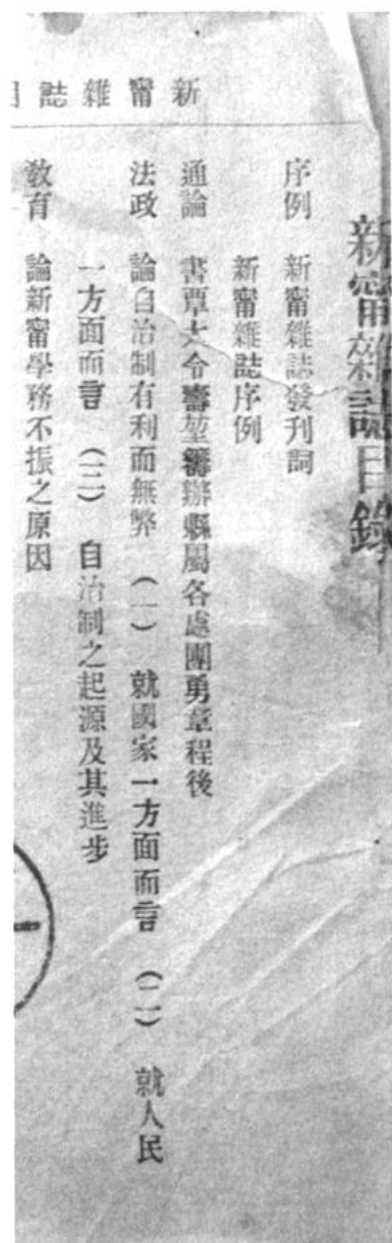 新甯雜誌目錄
序例 新甯雜誌發刊詞
新甯雜誌序例
通論 書覃大令壽堃籌辦縣屬各處團勇章程後
法政 論自治制有利而無弊 (一) 就國家一方面而言 (二) 就人民
一方面而言 (三) 自治制之起源及其進步
教育 論新甯學務不振之原因
新甯雜誌